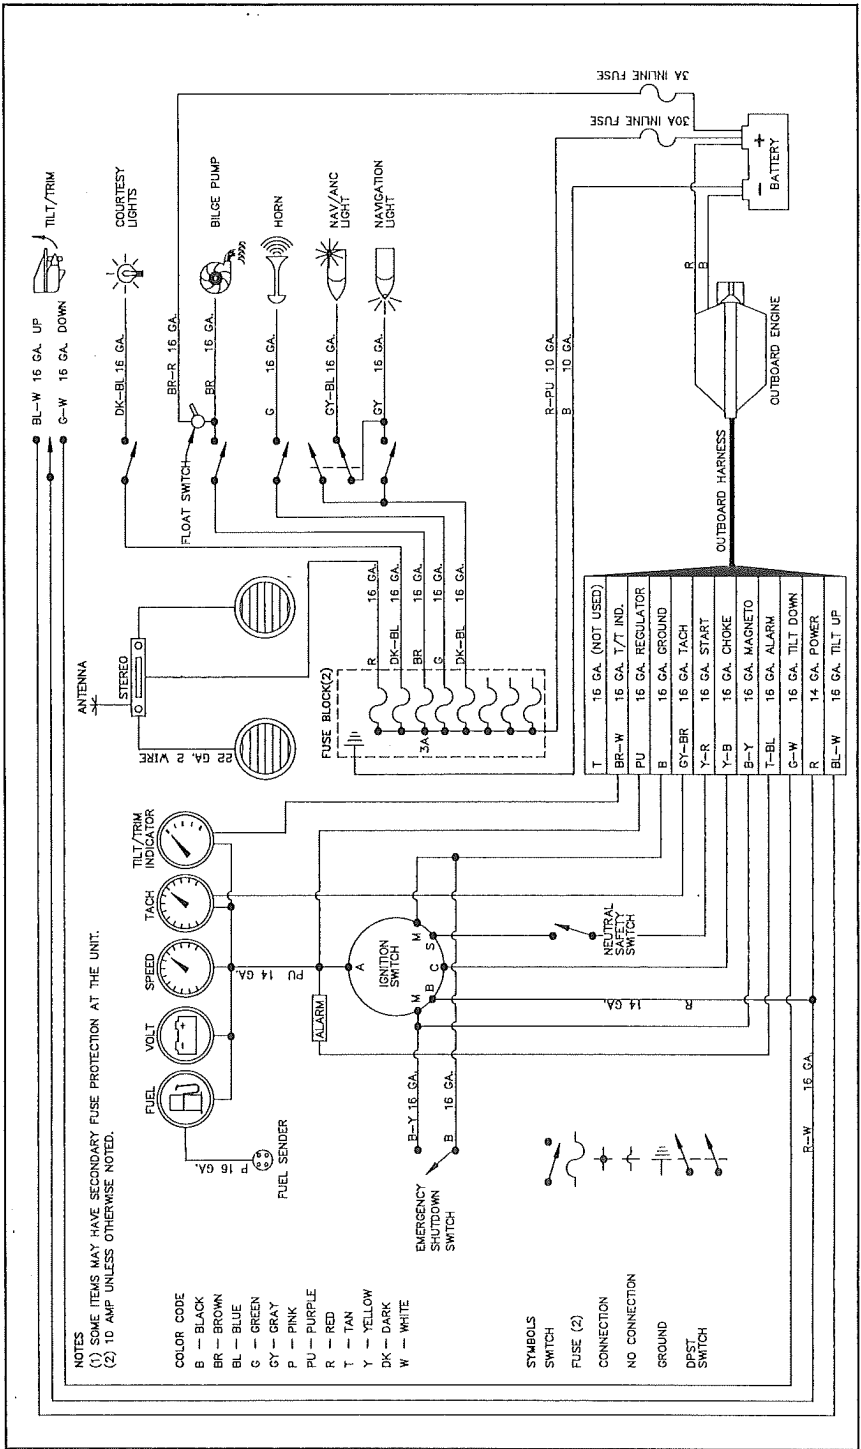 NOTES
(1) SOME ITEMS MAY HAVE SECONDARY FUSE PROTECTION AT THE UNIT.
(2) 10 AMP UNLESS OTHERWISE NOTED.
COLOR CODE
B — BLACK
BR — BROWN
BL — BLUE
G — GREEN
GY — GRAY
P — PINK
PU — PURPLE
R — RED
T — TAN
Y — YELLOW
DK — DARK
W — WHITE
SYMBOLS
SWITCH
FUSE (2)
CONNECTION
NO CONNECTION
GROUND
DPST
SWITCH
FUEL
VOLT
SPEED
TACH
TILT/TRIM
INDICATOR
P 16 GA.
FUEL SENDER
PU 14 GA.
ALARM
A
IGNITION
SWITCH
M
B
C
S
M
B-Y 16 GA.
B 16 GA.
EMERGENCY
SHUTDOWN
SWITCH
NEUTRAL
SAFETY
SWITCH
R 14 GA.
R-W 16 GA.
ANTENNA
STEREO
22 GA. 2 WIRE
FUSE BLOCK(2)
3A
R 16 GA.
DK-BL 16 GA.
BR 16 GA.
G 16 GA.
DK-BL 16 GA.
T 16 GA. (NOT USED)
BR-W 16 GA. T/T IND.
PU 16 GA. REGULATOR
B 16 GA. GROUND
GY-BR 16 GA. TACH
Y-R 16 GA. START
Y-B 16 GA. CHOKE
B-Y 16 GA. MAGNETO
T-BL 16 GA. ALARM
G-W 16 GA. TILT DOWN
R 14 GA. POWER
BL-W 16 GA. TILT UP
BL-W 16 GA. UP
G-W 16 GA. DOWN
TILT/TRIM
DK-BL 16 GA.
COURTESY
LIGHTS
FLOAT SWITCH
BR-R 16 GA.
BR 16 GA.
BILGE PUMP
G 16 GA.
HORN
GY-BL 16 GA.
NAV/ANC
LIGHT
GY 16 GA.
NAVIGATION
LIGHT
R-PU 10 GA.
B 10 GA.
OUTBOARD HARNESS
OUTBOARD ENGINE
R
B
3A INLINE FUSE
30A INLINE FUSE
+
−
BATTERY